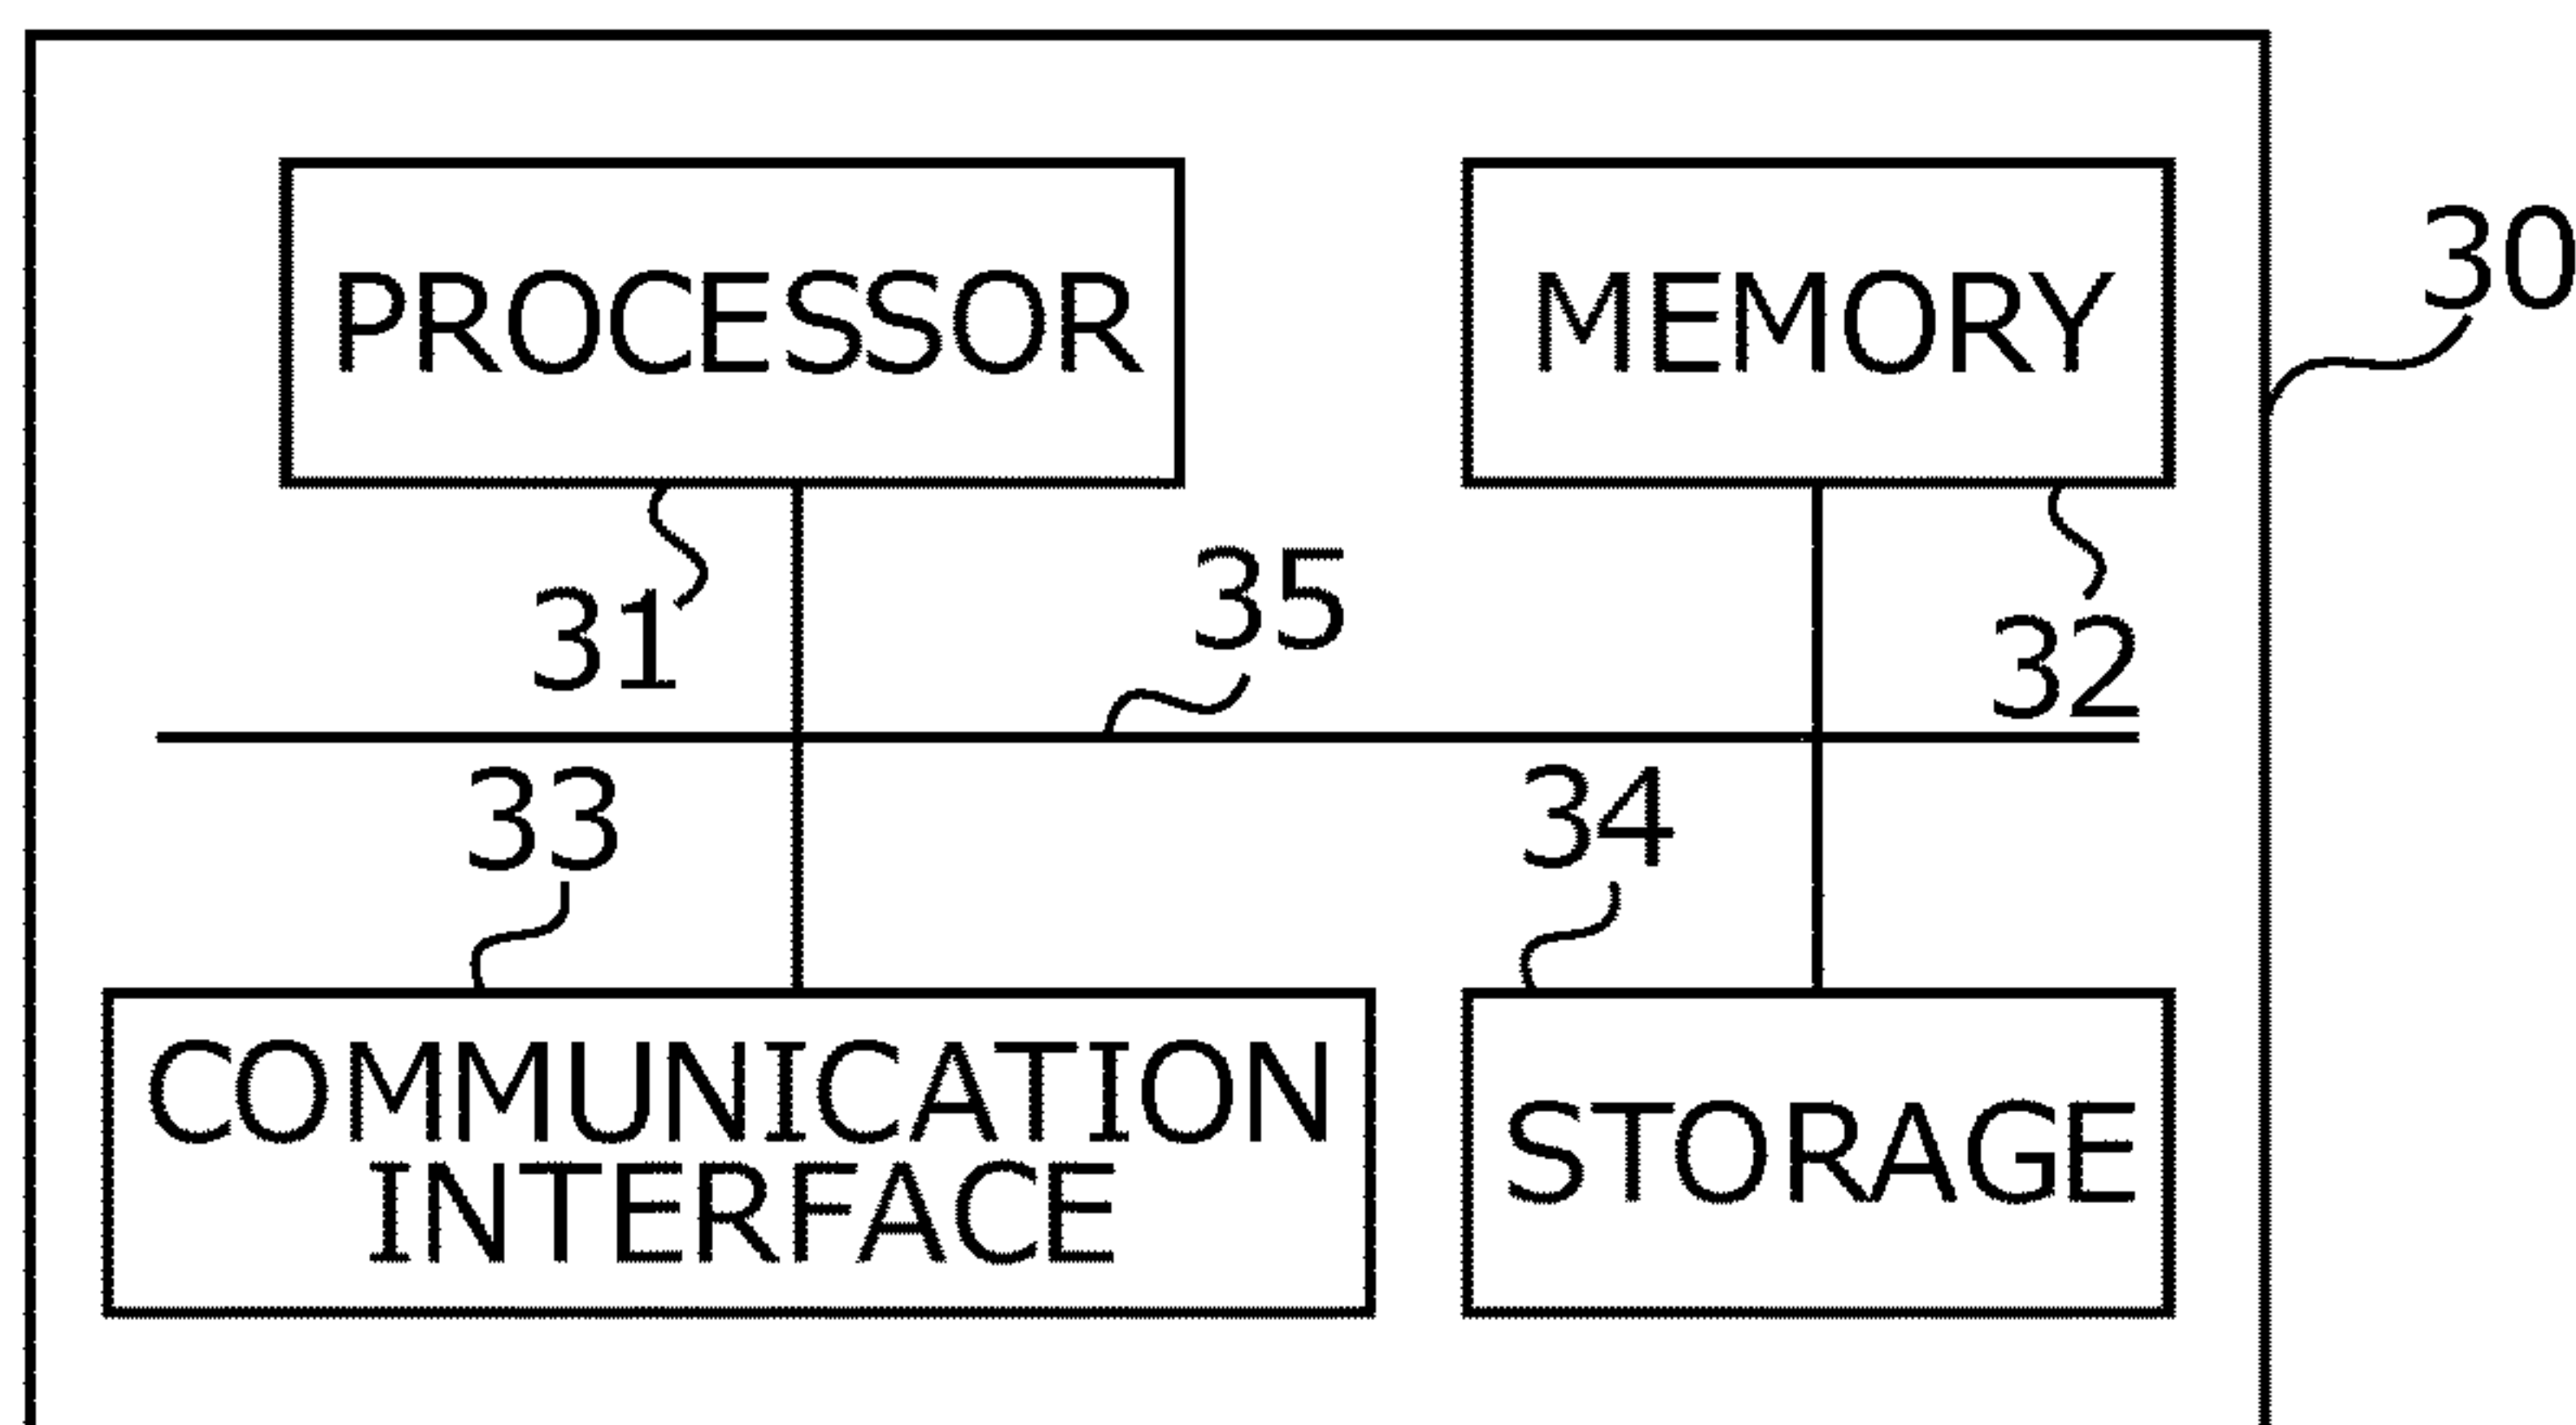 PROCESSOR
MEMORY
30
31
35
32
33
34
COMMUNICATION
INTERFACE
STORAGE